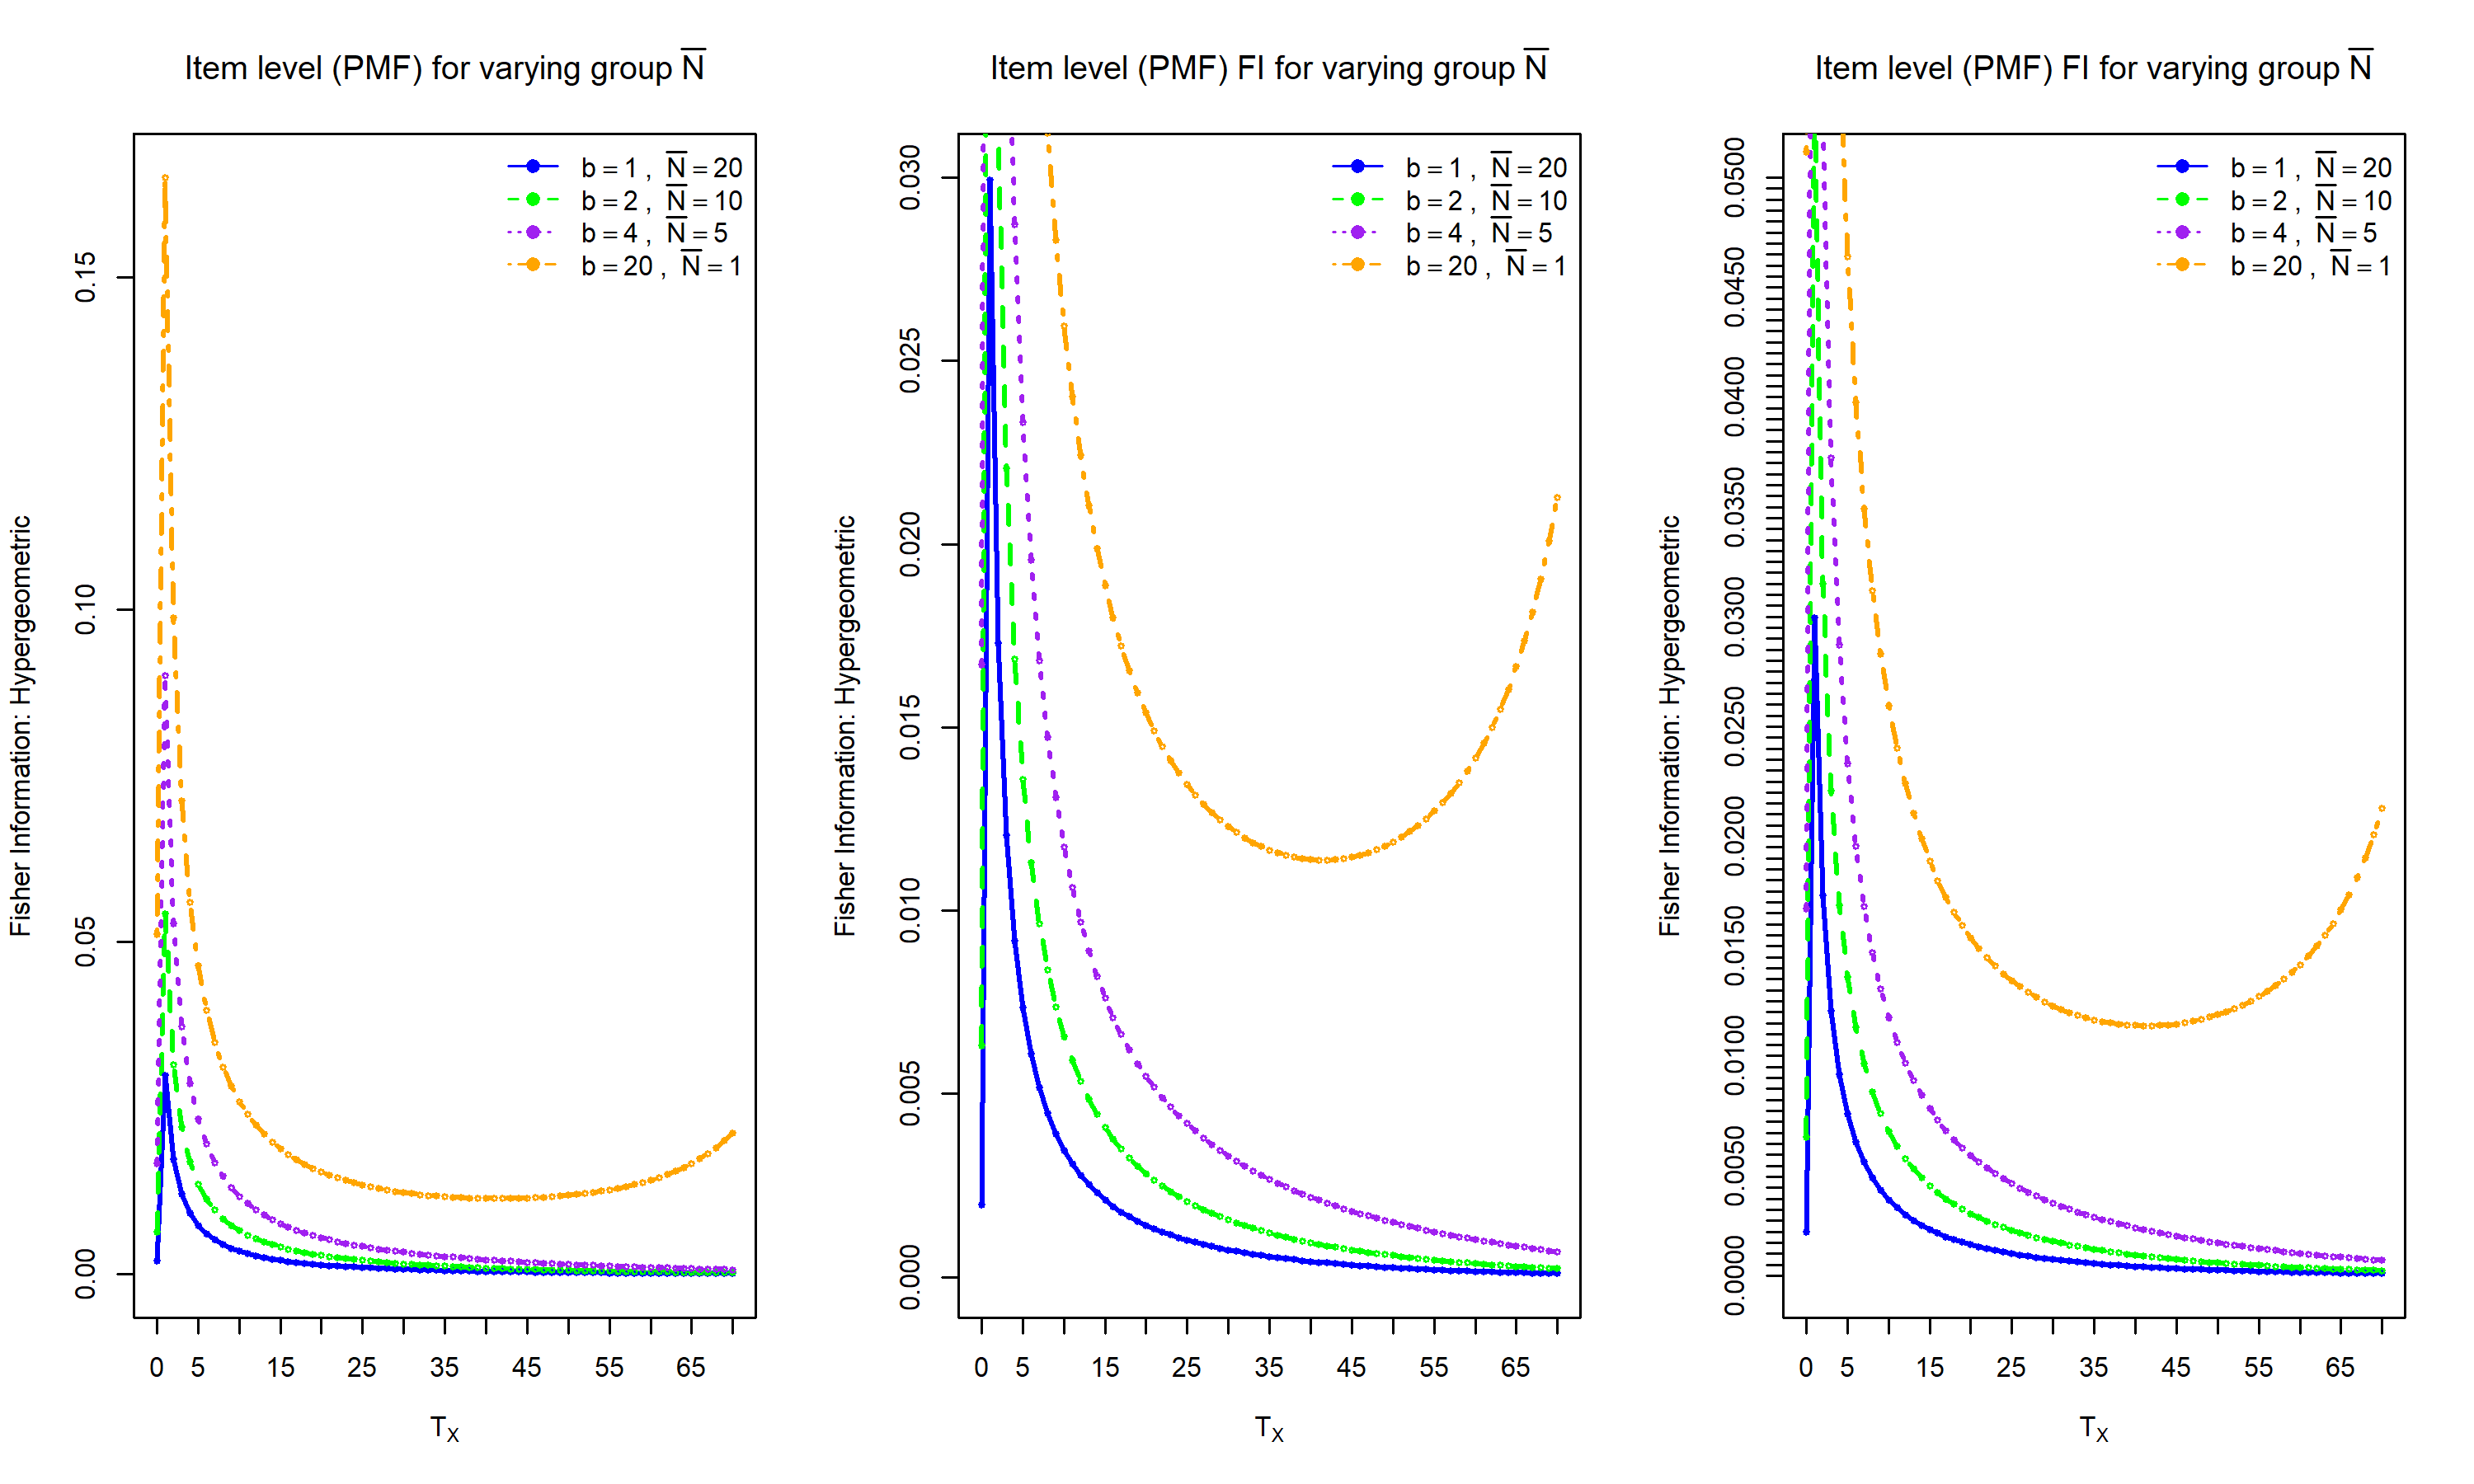 Item level (PMF) for varying group N̅
Fisher Information: Hypergeometric
0.00
0.05
0.10
0.15
b = 1 , N̅ = 20
b = 2 , N̅ = 10
b = 4 , N̅ = 5
b = 20 , N̅ = 1
0 5 15 25 35 45 55 65
T_X
Item level (PMF) FI for varying group N̅
Fisher Information: Hypergeometric
0.000
0.005
0.010
0.015
0.020
0.025
0.030
b = 1 , N̅ = 20
b = 2 , N̅ = 10
b = 4 , N̅ = 5
b = 20 , N̅ = 1
0 5 15 25 35 45 55 65
T_X
Item level (PMF) FI for varying group N̅
Fisher Information: Hypergeometric
0.0000
0.0050
0.0100
0.0150
0.0200
0.0250
0.0300
0.0350
0.0400
0.0450
0.0500
b = 1 , N̅ = 20
b = 2 , N̅ = 10
b = 4 , N̅ = 5
b = 20 , N̅ = 1
0 5 15 25 35 45 55 65
T_X